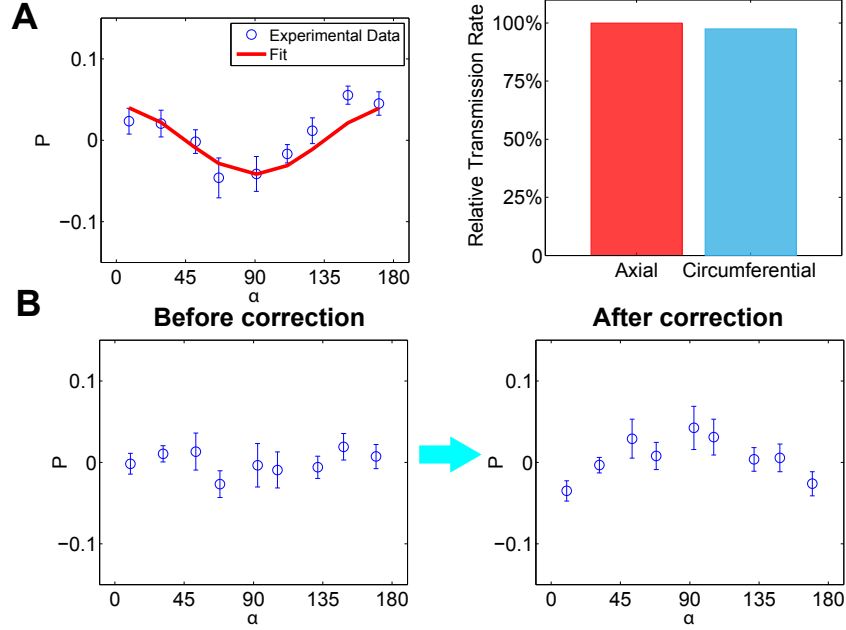 A
0.1
0
−0.1
P
0
45
90
135
180
α
Experimental Data
Fit
100%
75%
50%
25%
0
Relative Transmission Rate
Axial
Circumferential
B
Before correction
0.1
0
−0.1
P
0
45
90
135
180
α
After correction
0.1
0
−0.1
P
0
45
90
135
180
α